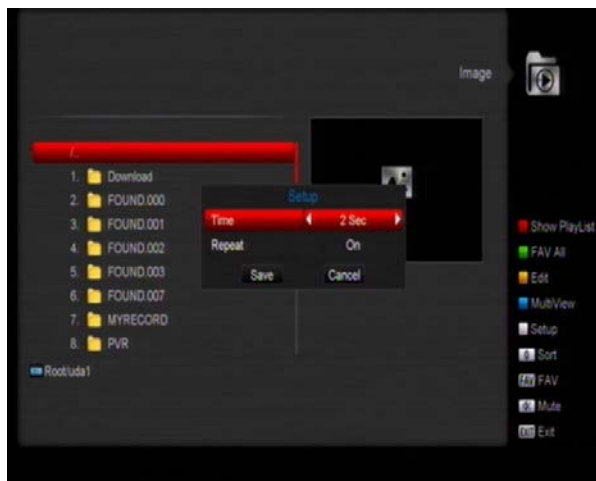 Image
/..
1. Download
2. FOUND.000
3. FOUND.001
4. FOUND.002
5. FOUND.003
6. FOUND.007
7. MYRECORD
8. PVR
Root/uda1
Setup
Time 2 Sec
Repeat On
Save Cancel
Show PlayList
FAV All
Edit
MultiView
Setup
Sort
FAV FAV
Mute
EXIT Exit